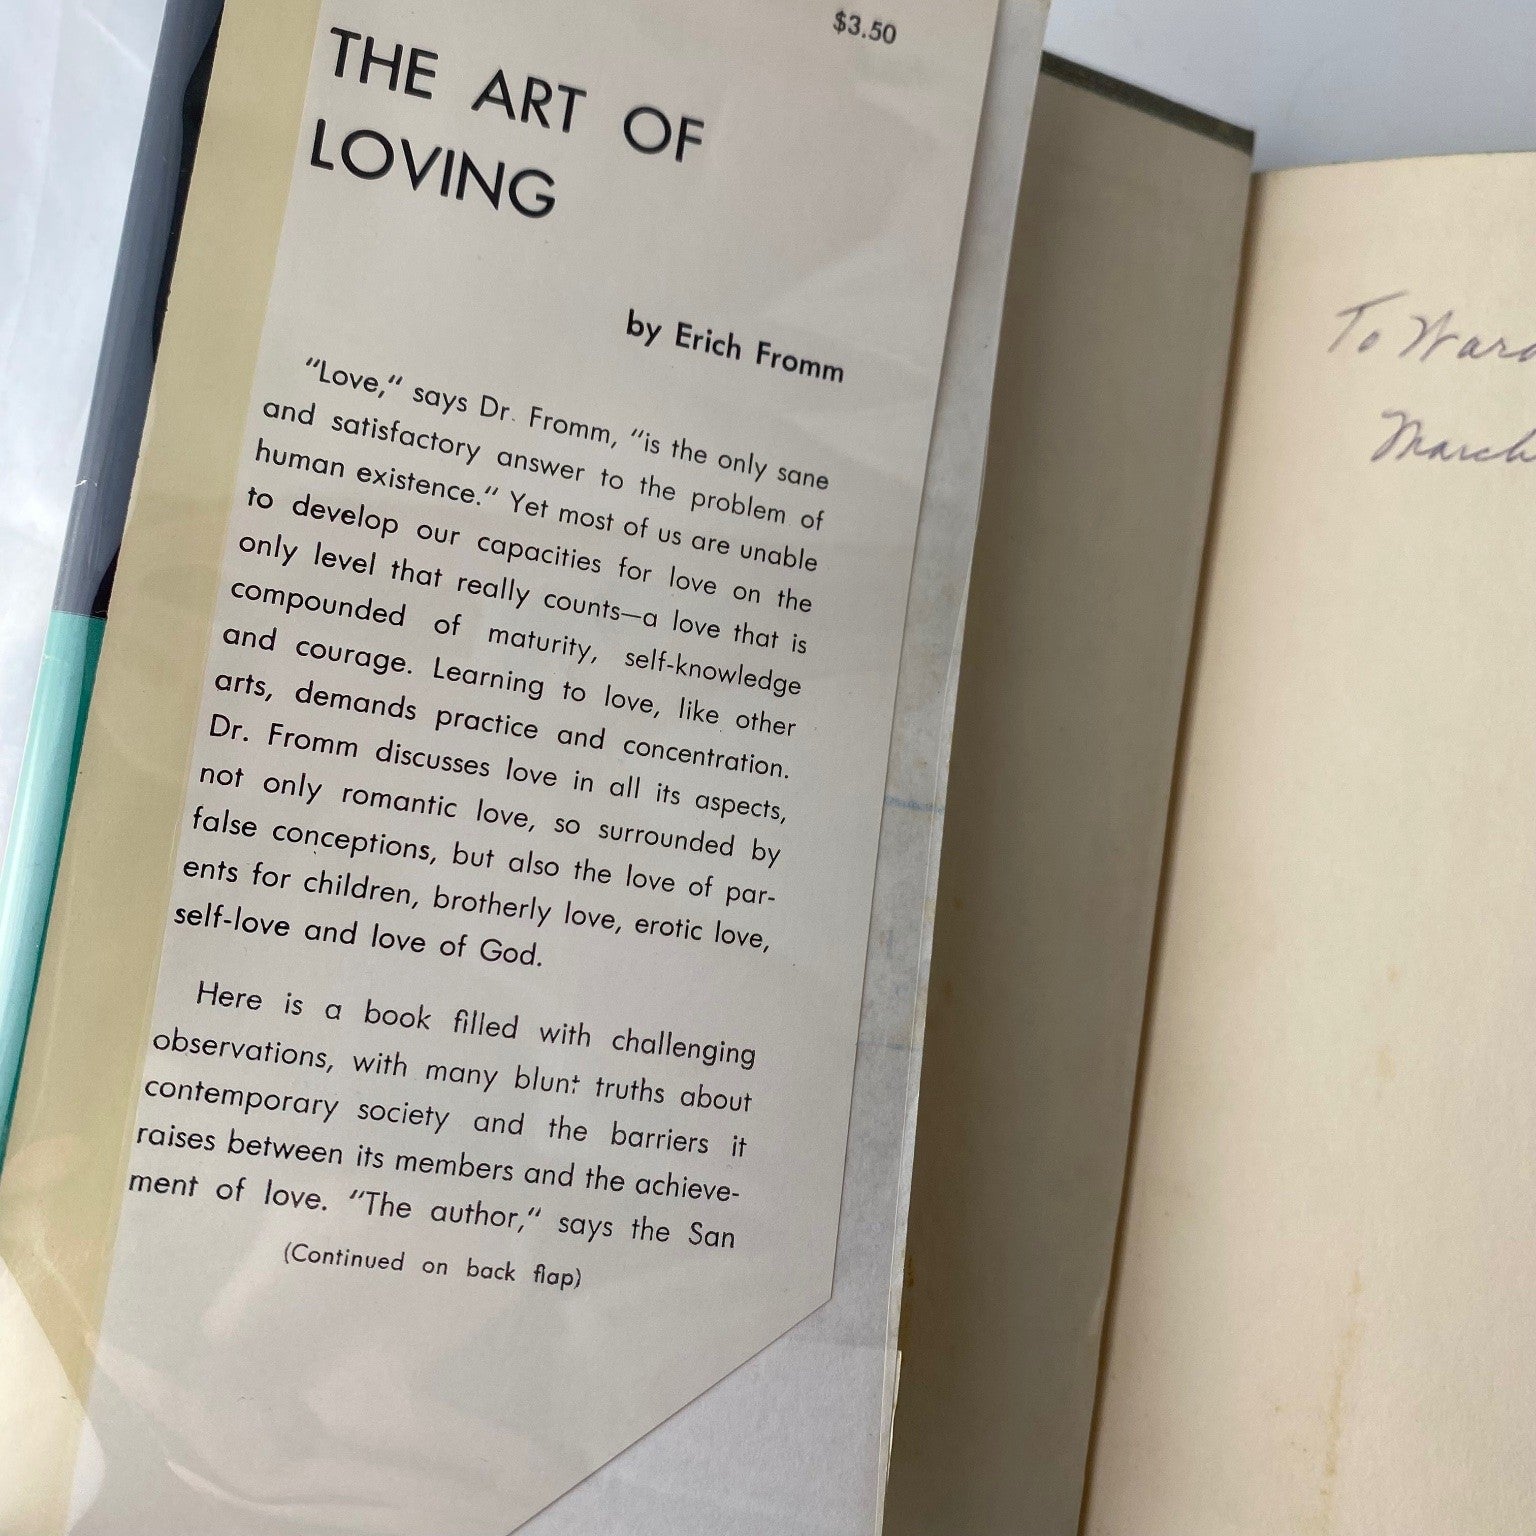 $3.50
THE ART OF
LOVING
by Erich Fromm
"Love," says Dr. Fromm, "is the only sane
and satisfactory answer to the problem of
human existence." Yet most of us are unable
to develop our capacities for love on the
only level that really counts—a love that is
compounded of maturity, self-knowledge
and courage. Learning to love, like other
arts, demands practice and concentration.
Dr. Fromm discusses love in all its aspects,
not only romantic love, so surrounded by
false conceptions, but also the love of par-
ents for children, brotherly love, erotic love,
self-love and love of God.
Here is a book filled with challenging
observations, with many blunt truths about
contemporary society and the barriers it
raises between its members and the achieve-
ment of love. "The author," says the San
(Continued on back flap)
To Ward
March